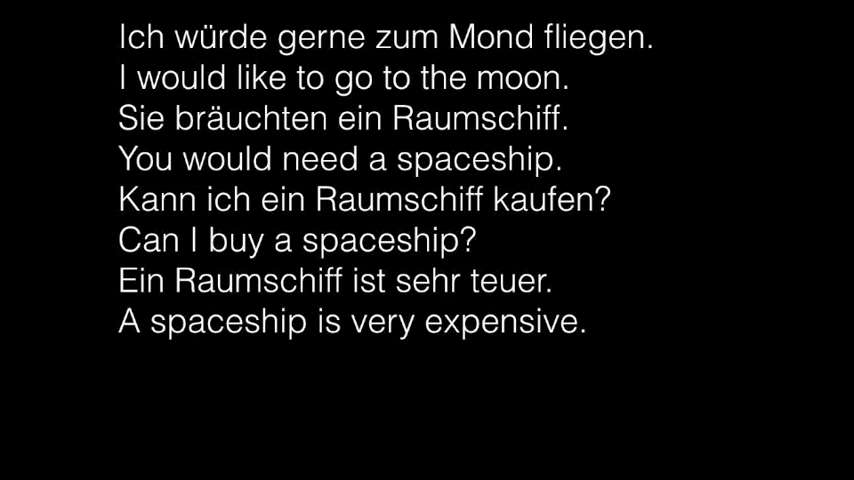 Ich würde gerne zum Mond fliegen.
I would like to go to the moon.
Sie bräuchten ein Raumschiff.
You would need a spaceship.
Kann ich ein Raumschiff kaufen?
Can I buy a spaceship?
Ein Raumschiff ist sehr teuer.
A spaceship is very expensive.